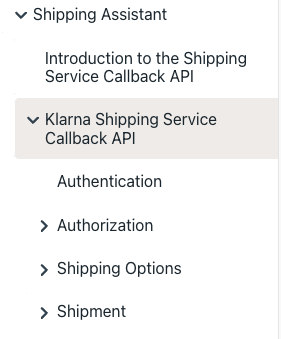 Shipping Assistant
Introduction to the Shipping
Service Callback API
Klarna Shipping Service
Callback API
Authentication
Authorization
Shipping Options
Shipment